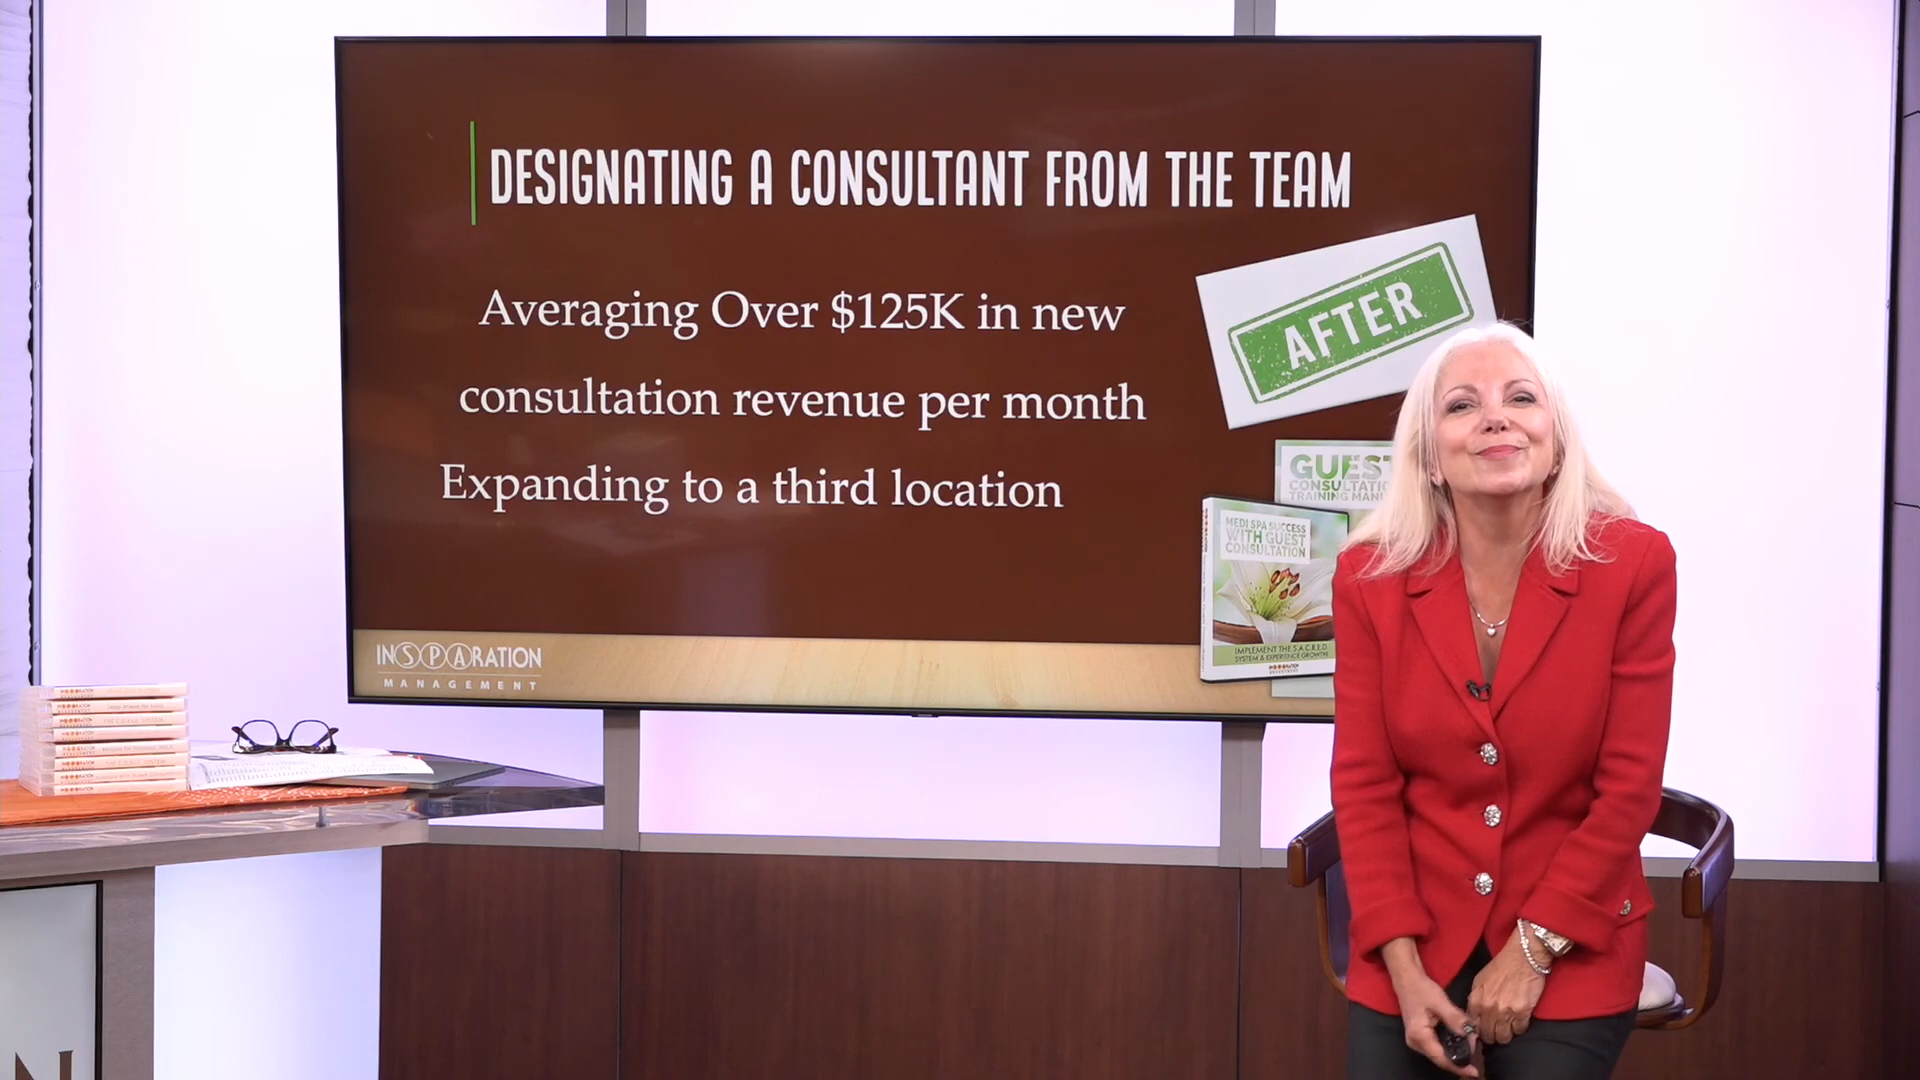 DESIGNATING A CONSULTANT FROM THE TEAM
AFTER
Averaging Over $125K in new
consultation revenue per month
Expanding to a third location
GUEST
CONSULTATIO
TRAINING MANU
MEDI SPA SUCCESS
WITH GUEST
CONSULTATION
IMPLEMENT THE S.A.C.R.E.D.
SYSTEM & EXPERIENCE GROWTH!
INSPARATION
MANAGEMENT
N